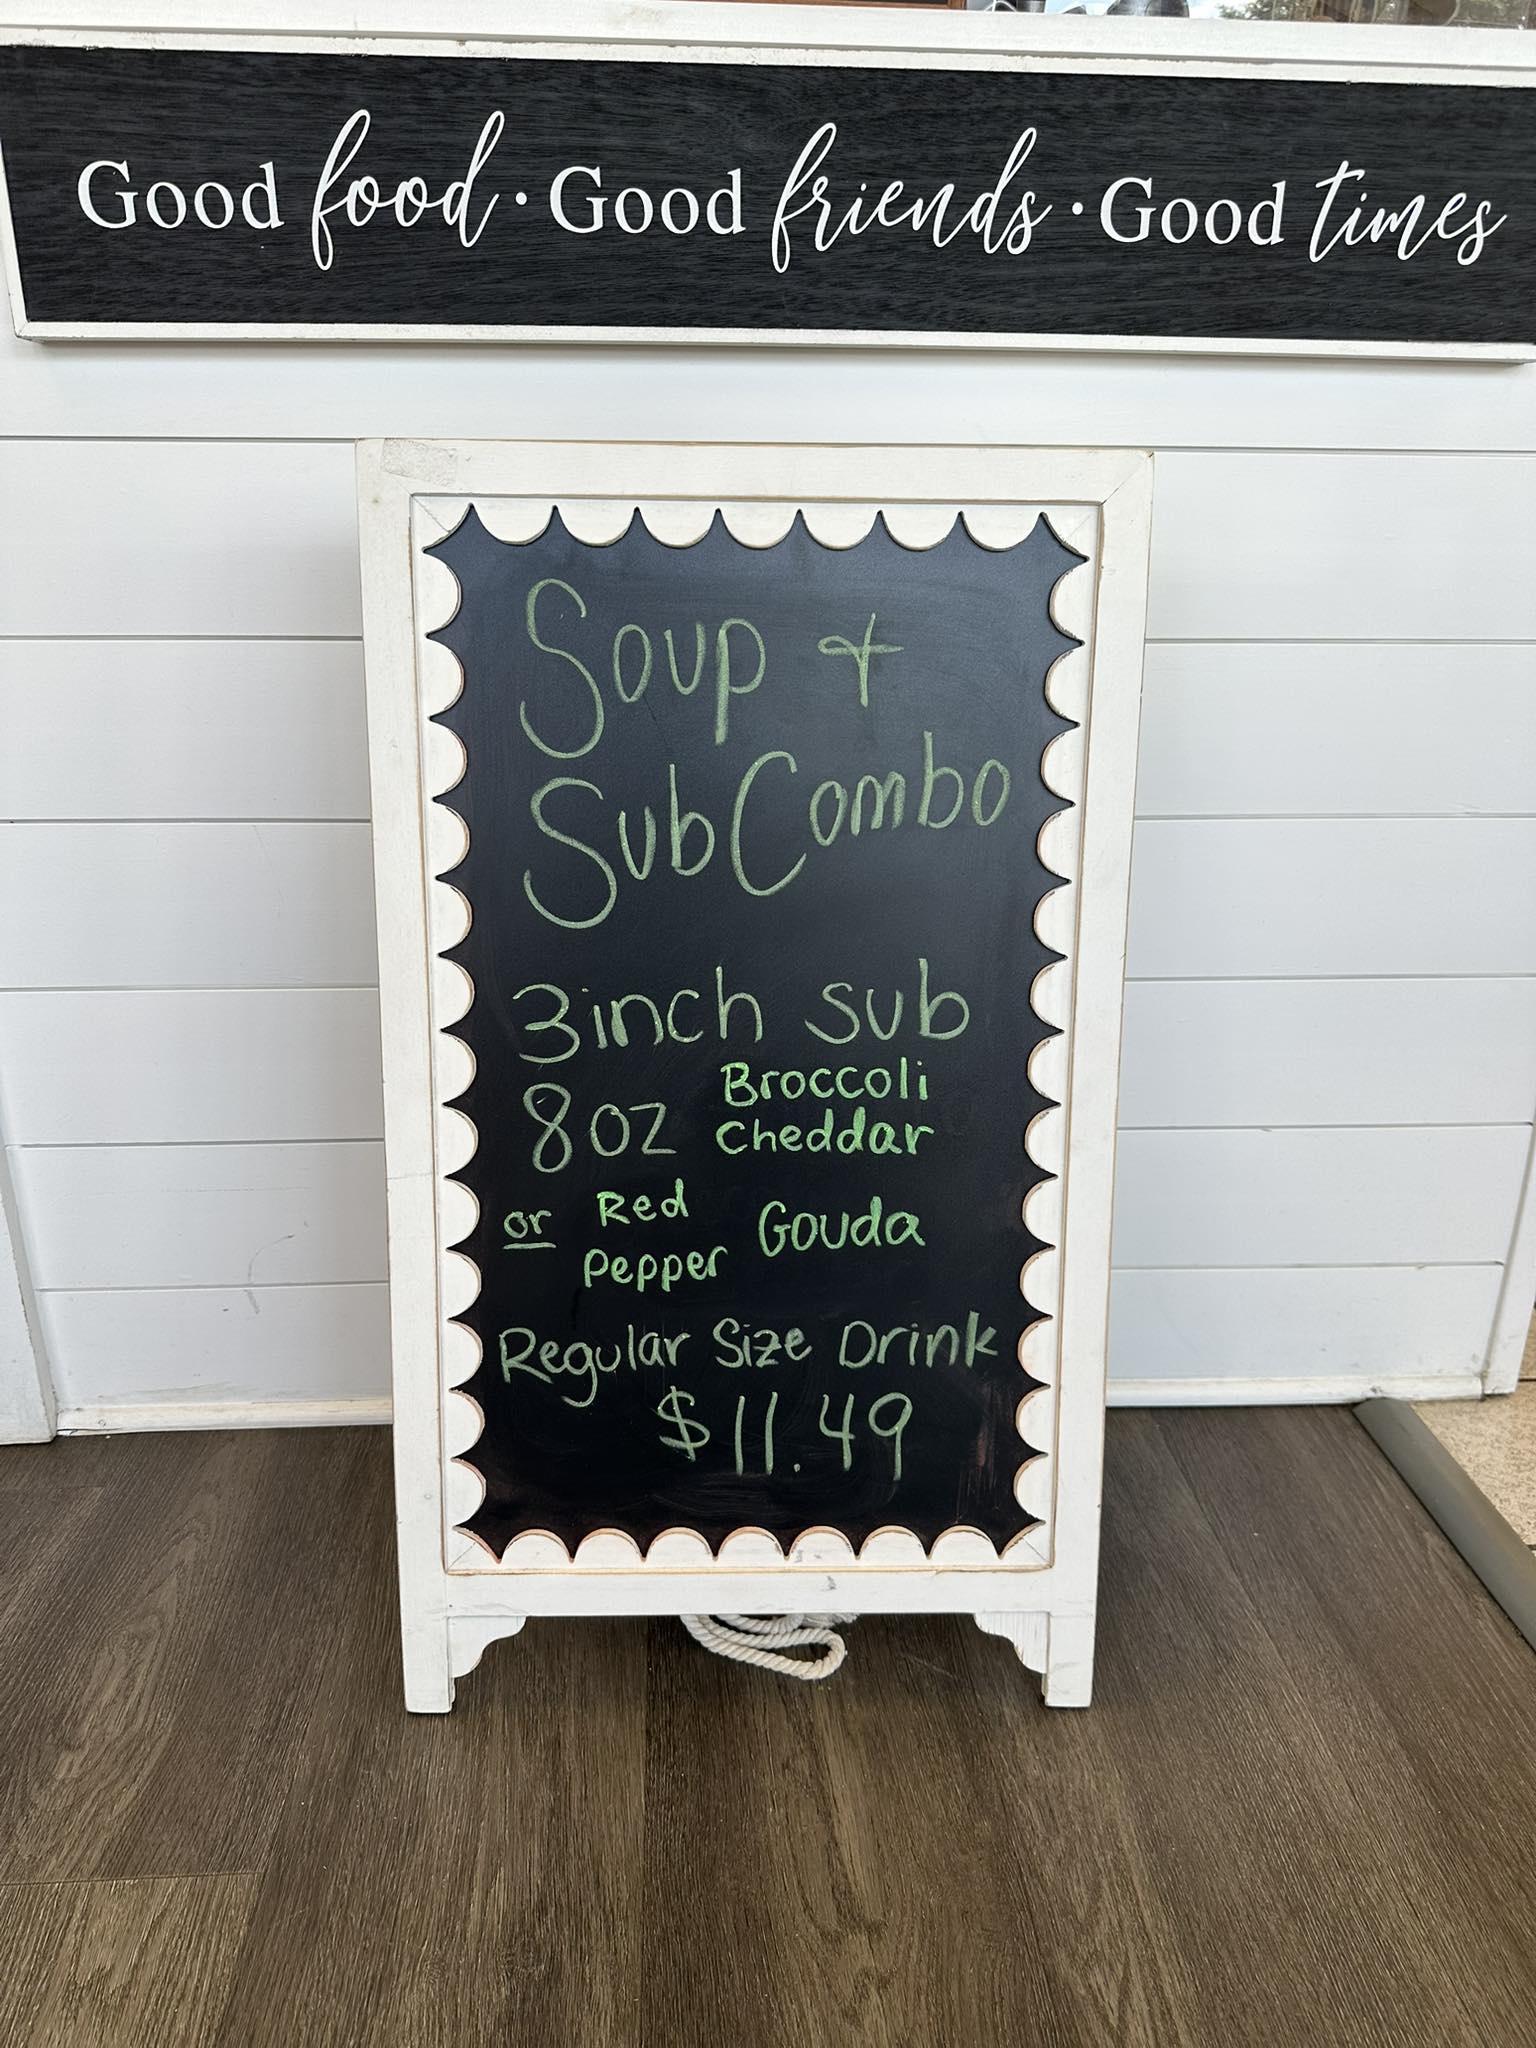 Good food · Good friends · Good times
Soup +
Sub Combo
3inch sub
8oz Broccoli Cheddar
or Red Pepper Gouda
Regular Size Drink
$11.49